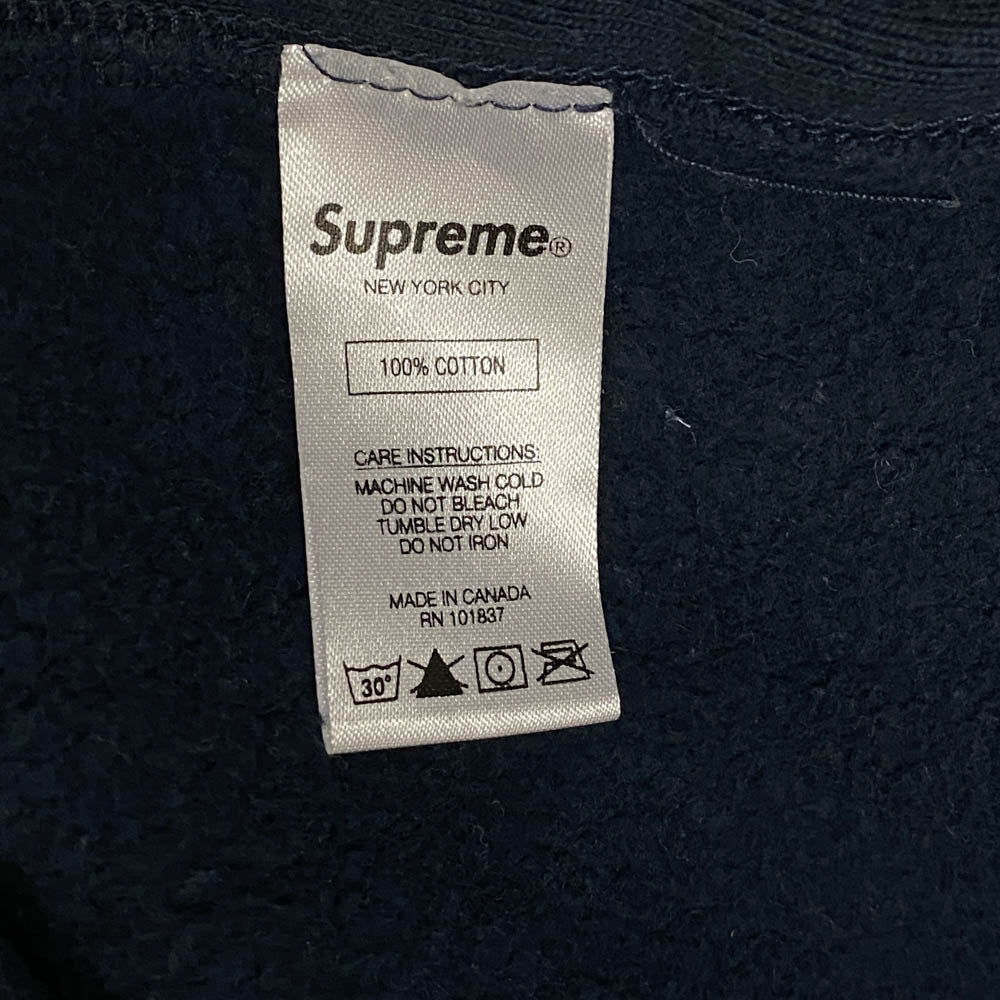 Supreme®
NEW YORK CITY
100% COTTON
CARE INSTRUCTIONS:
MACHINE WASH COLD
DO NOT BLEACH
TUMBLE DRY LOW
DO NOT IRON
MADE IN CANADA
RN 101837
30°